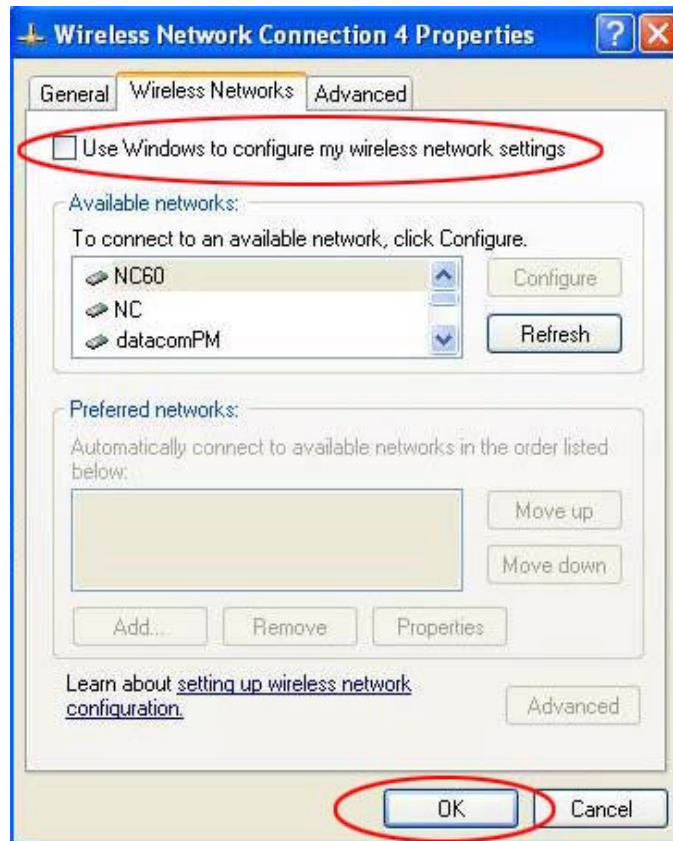 Wireless Network Connection 4 Properties
General Wireless Networks Advanced
Use Windows to configure my wireless network settings
Available networks:
To connect to an available network, click Configure.
NC60
Configure
NC
datacomPM
Refresh
Preferred networks:
Automatically connect to available networks in the order listed
below:
Move up
Move down
Add... Remove Properties
Learn about setting up wireless network
configuration.
Advanced
OK Cancel